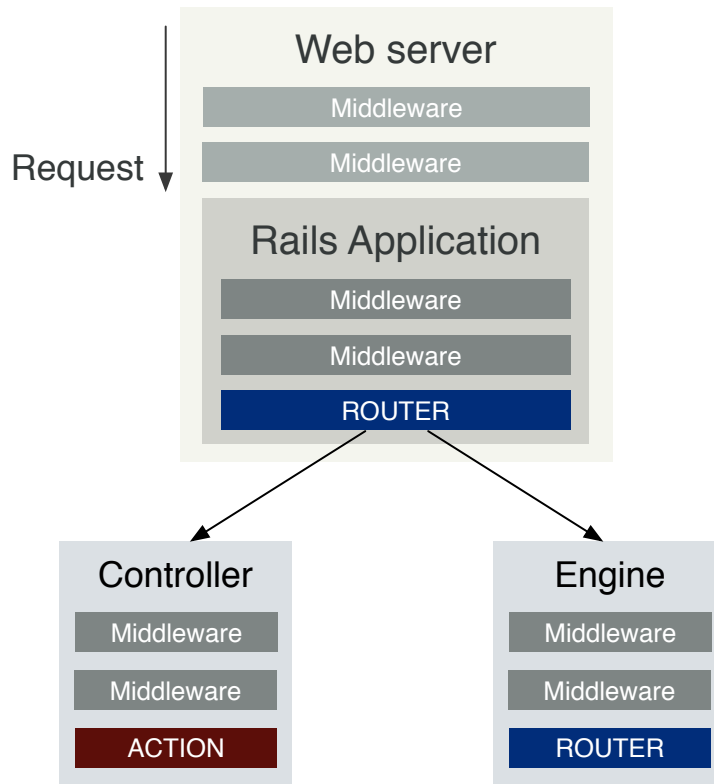 Web server
Middleware
Request
Middleware
Rails Application
Middleware
Middleware
ROUTER
Controller
Middleware
Middleware
ACTION
Engine
Middleware
Middleware
ROUTER